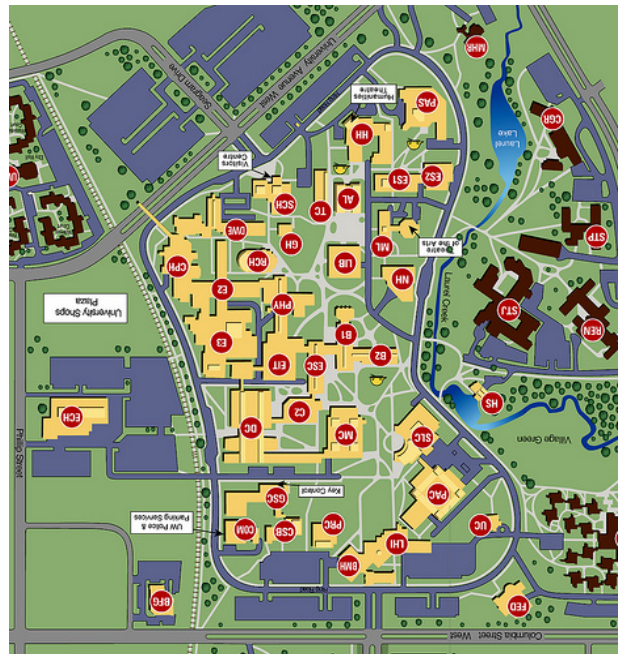 Columbia Street
West
FED
BFG
Ring Road
BMH
LHI
UC
PRC
CSB
COM
UW Police &
Parking Services
PAC
GSC
Key Control
SLC
MC
DC
C2
ECH
Phillip Street
Village Green
HS
B2
B1
ESC
EIT
E3
REN
STJ
PHY
E2
University Shops
Plaza
NH
Laurel Creek
LIB
RCH
CPH
Theatre
of the Arts
ML
GH
DWE
STP
TC
SCH
AL
ES2
ES1
Visitors
Centre
HH
CGR
Laurel
Lake
PAS
Humanities
Theatre
University Avenue West
Seagram Drive
MHR